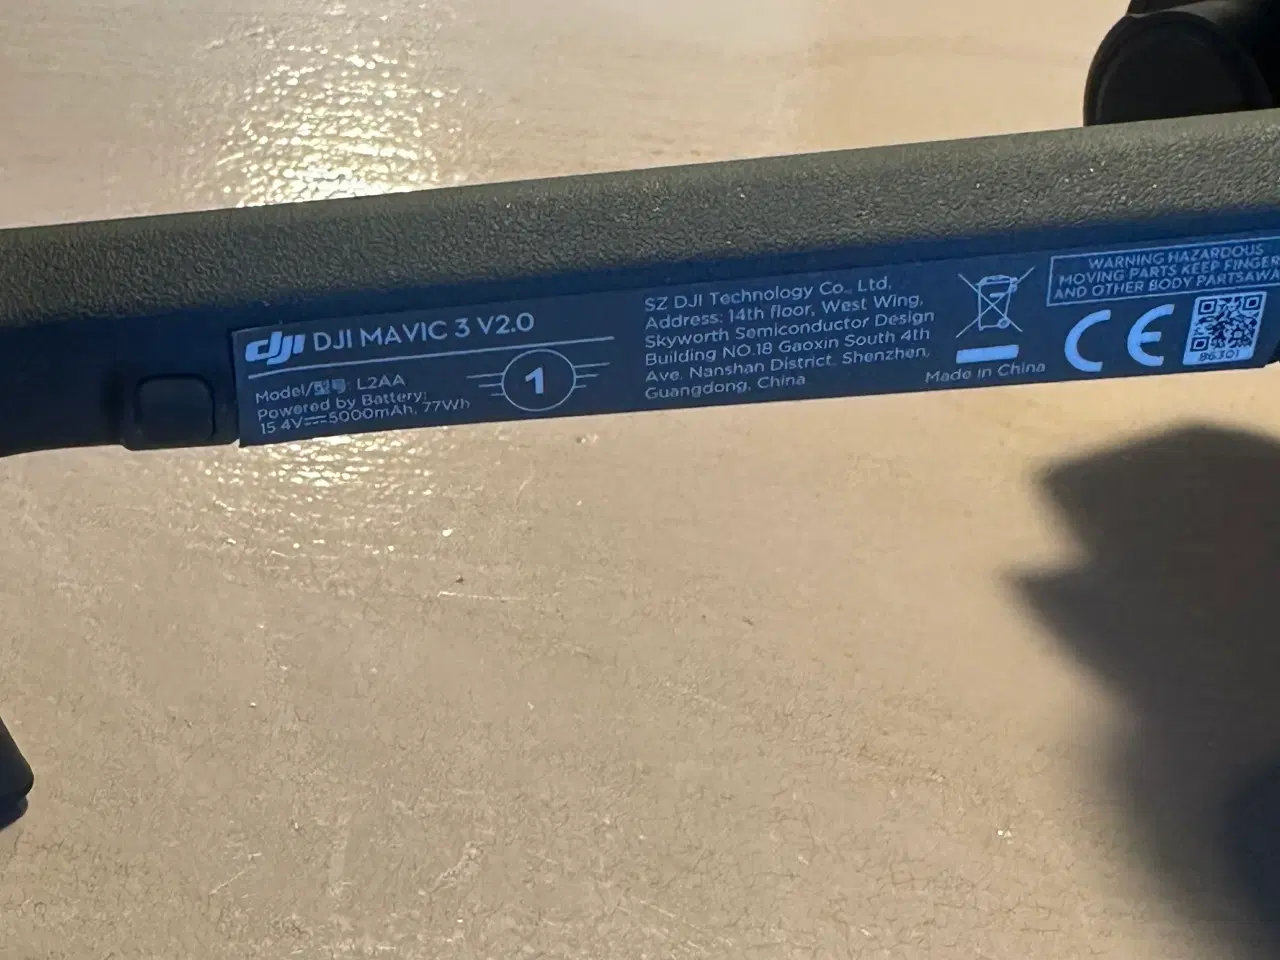 dji DJI MAVIC 3 V2.0
Model/型号: L2AA
Powered by Battery:
15.4V⎓5000mAh, 77Wh
1
SZ DJI Technology Co., Ltd.
Address: 14th floor, West Wing,
Skyworth Semiconductor Design
Building NO.18 Gaoxin South 4th
Ave, Nanshan District, Shenzhen,
Guangdong, China
Made in China
WARNING HAZARDOUS
MOVING PARTS KEEP FINGER
AND OTHER BODY PARTSAWA
CE
86301